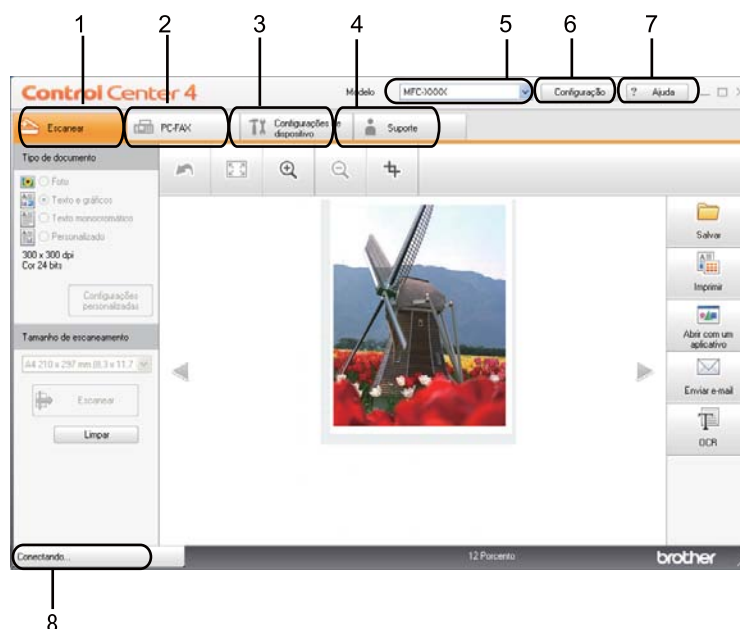 1 2 3 4 5 6 7
Control Center 4
Modelo MFC-XXXX Configuração ? Ajuda
Escanear PC-FAX Configurações de dispositivo Suporte
Tipo de documento
Foto
Texto e gráficos
Texto monocromático
Personalizado
300 x 300 dpi
Cor 24 bits
Configurações
personalizadas
Tamanho de escaneamento
A4 210 x 297 mm (8.3 x 11.7
Escanear
Limpar
Salvar
Imprimir
Abrir com um
aplicativo
Enviar e-mail
OCR
Conectando...
12 Porcento
brother
8